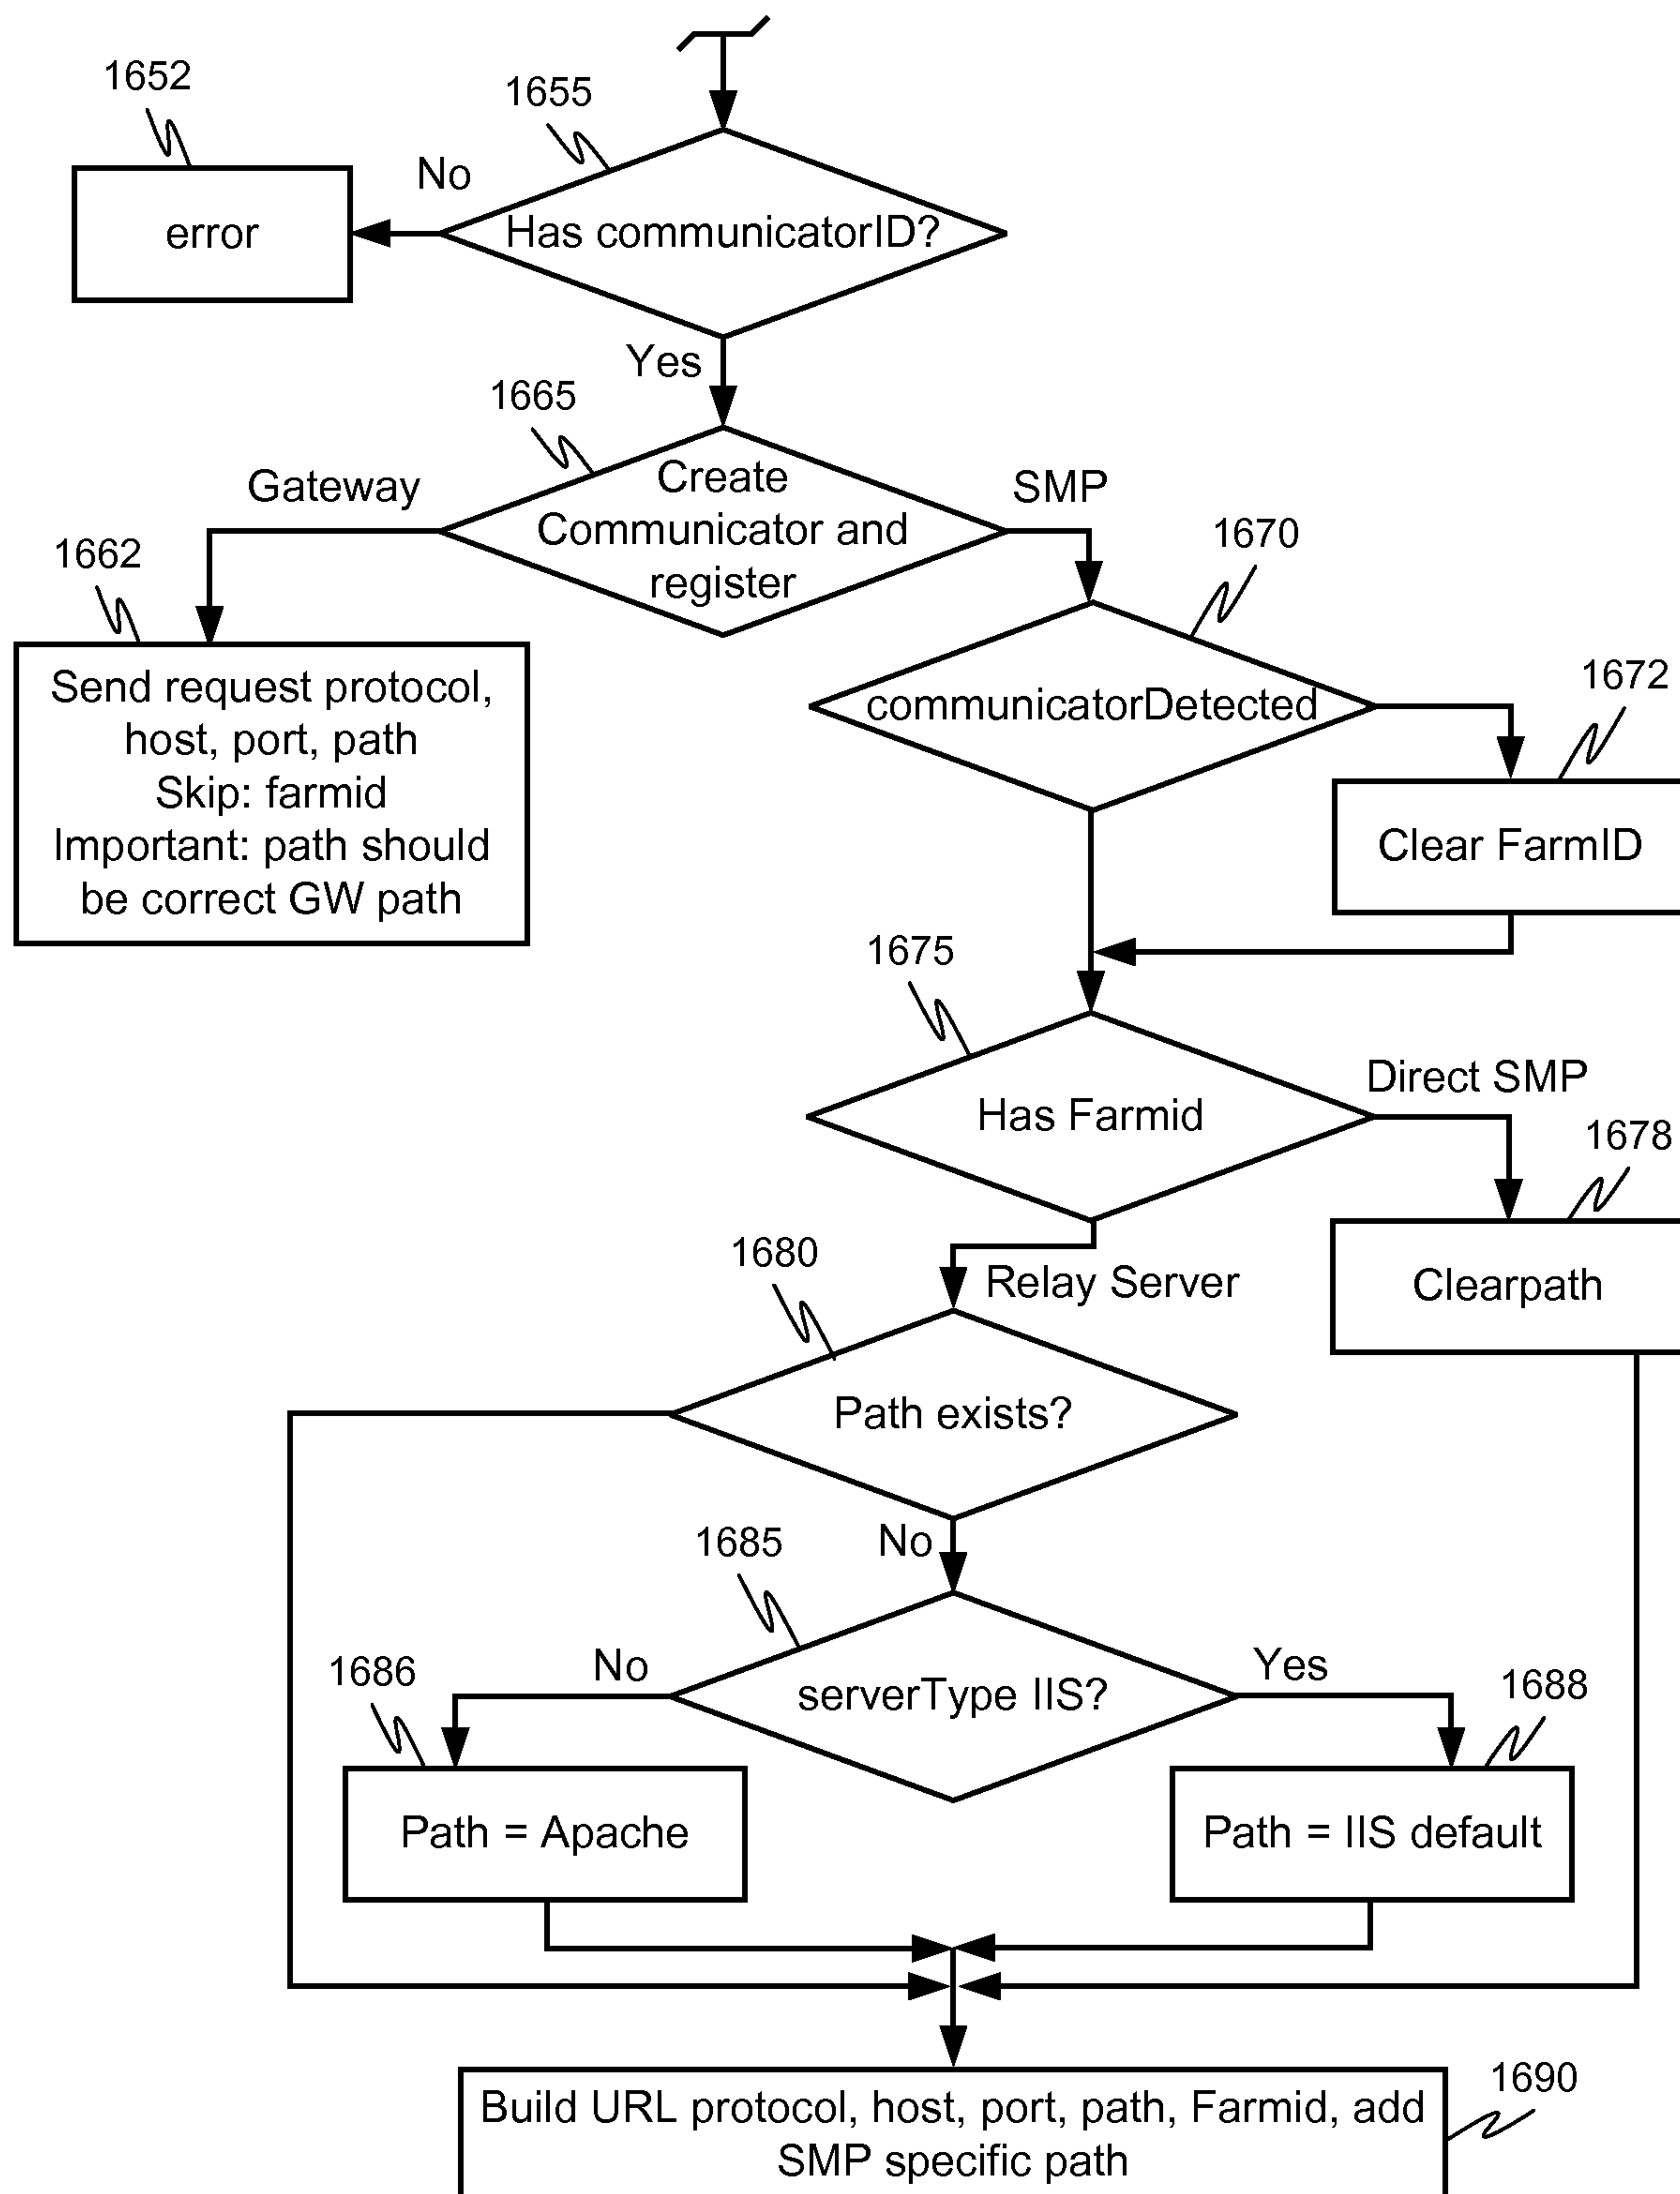 1652
1655
No
error
Has communicatorID?
Yes
1665
Gateway
Create
Communicator and
register
SMP
1670
1662
Send request protocol,
host, port, path
Skip: farmid
Important: path should
be correct GW path
communicatorDetected
1672
Clear FarmID
1675
Has Farmid
Direct SMP
1678
Clearpath
1680
Relay Server
Path exists?
No
1685
serverType IIS?
No
Yes
1686
1688
Path = Apache
Path = IIS default
1690
Build URL protocol, host, port, path, Farmid, add
SMP specific path